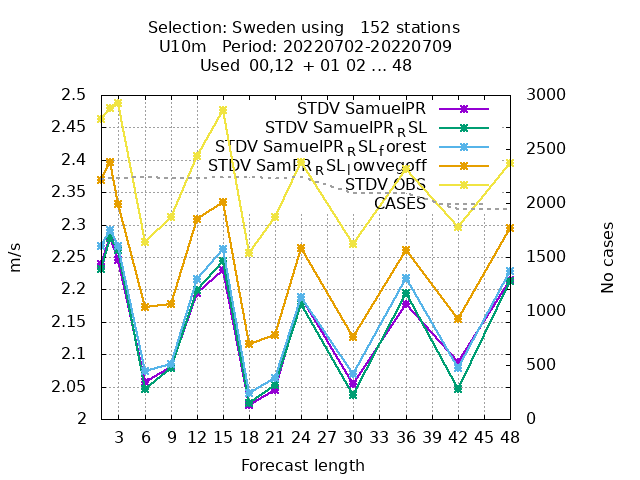 Selection: Sweden using   152 stations
U10m   Period: 20220702-20220709
Used  00,12  + 01 02 ... 48
2.5
2.45
2.4
2.35
2.3
2.25
2.2
2.15
2.1
2.05
2
3000
2500
2000
1500
1000
500
0
STDV SamuelPR
STDV SamuelPR_RSL
STDV SamuelPR_RSL_forest
STDV SamPR_RSL_lowvegoff
STDV OBS
CASES
m/s
No cases
3 6 9 12 15 18 21 24 27 30 33 36 39 42 45 48
Forecast length